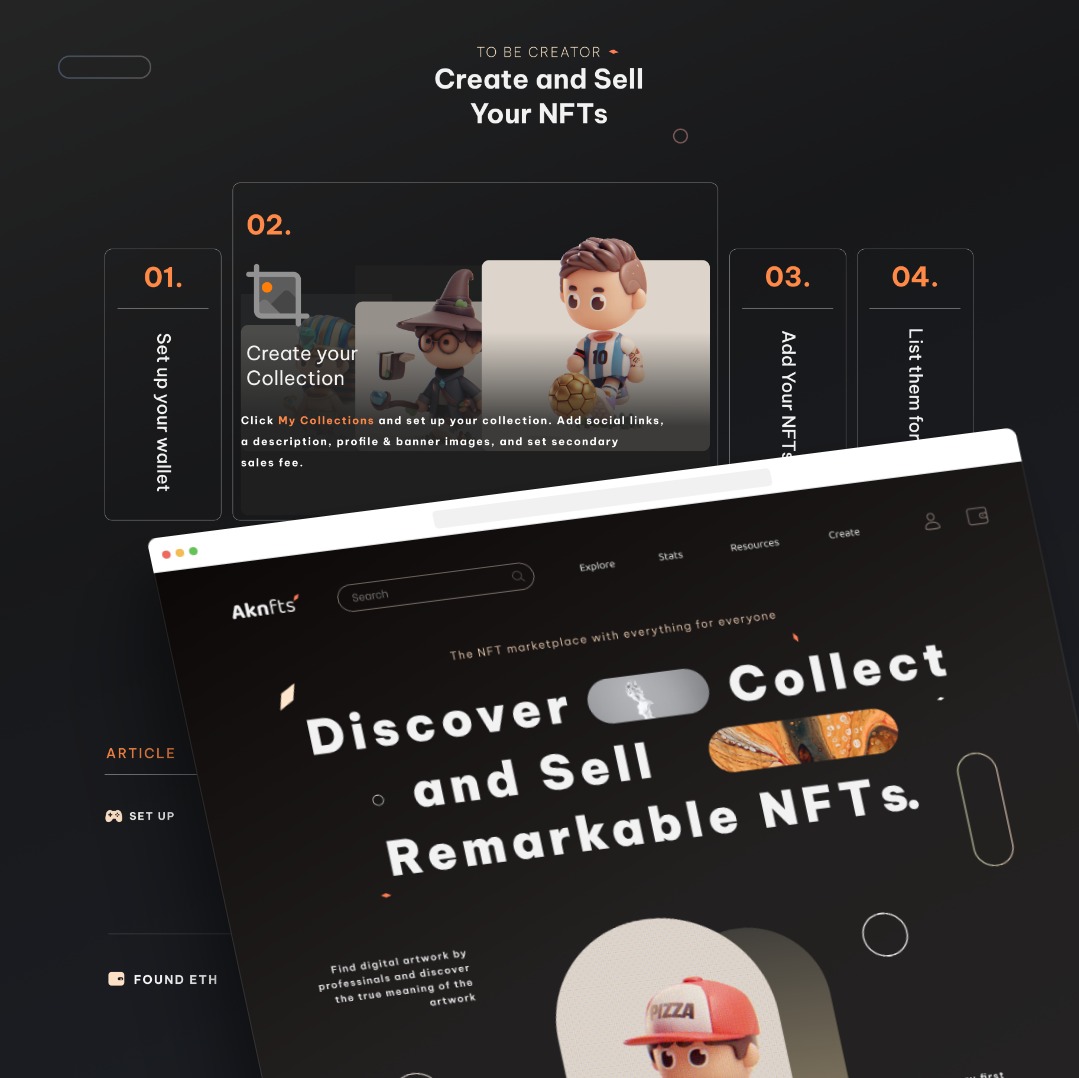 TO BE CREATOR
Create and Sell
Your NFTs
01.
Set up your wallet
02.
Create your
Collection
Click My Collections and set up your collection. Add social links,
a description, profile & banner images, and set secondary
sales fee.
10
03.
Add Your NFTs
04.
List them for
Aknfts
Search
Explore
Stats
Resources
Create
The NFT marketplace with everything for everyone
Discover Collect
and Sell
Remarkable NFTs.
ARTICLE
SET UP
FOUND ETH
Find digital artwork by
professinals and discover
the true meaning of the
artwork
PIZZA
first